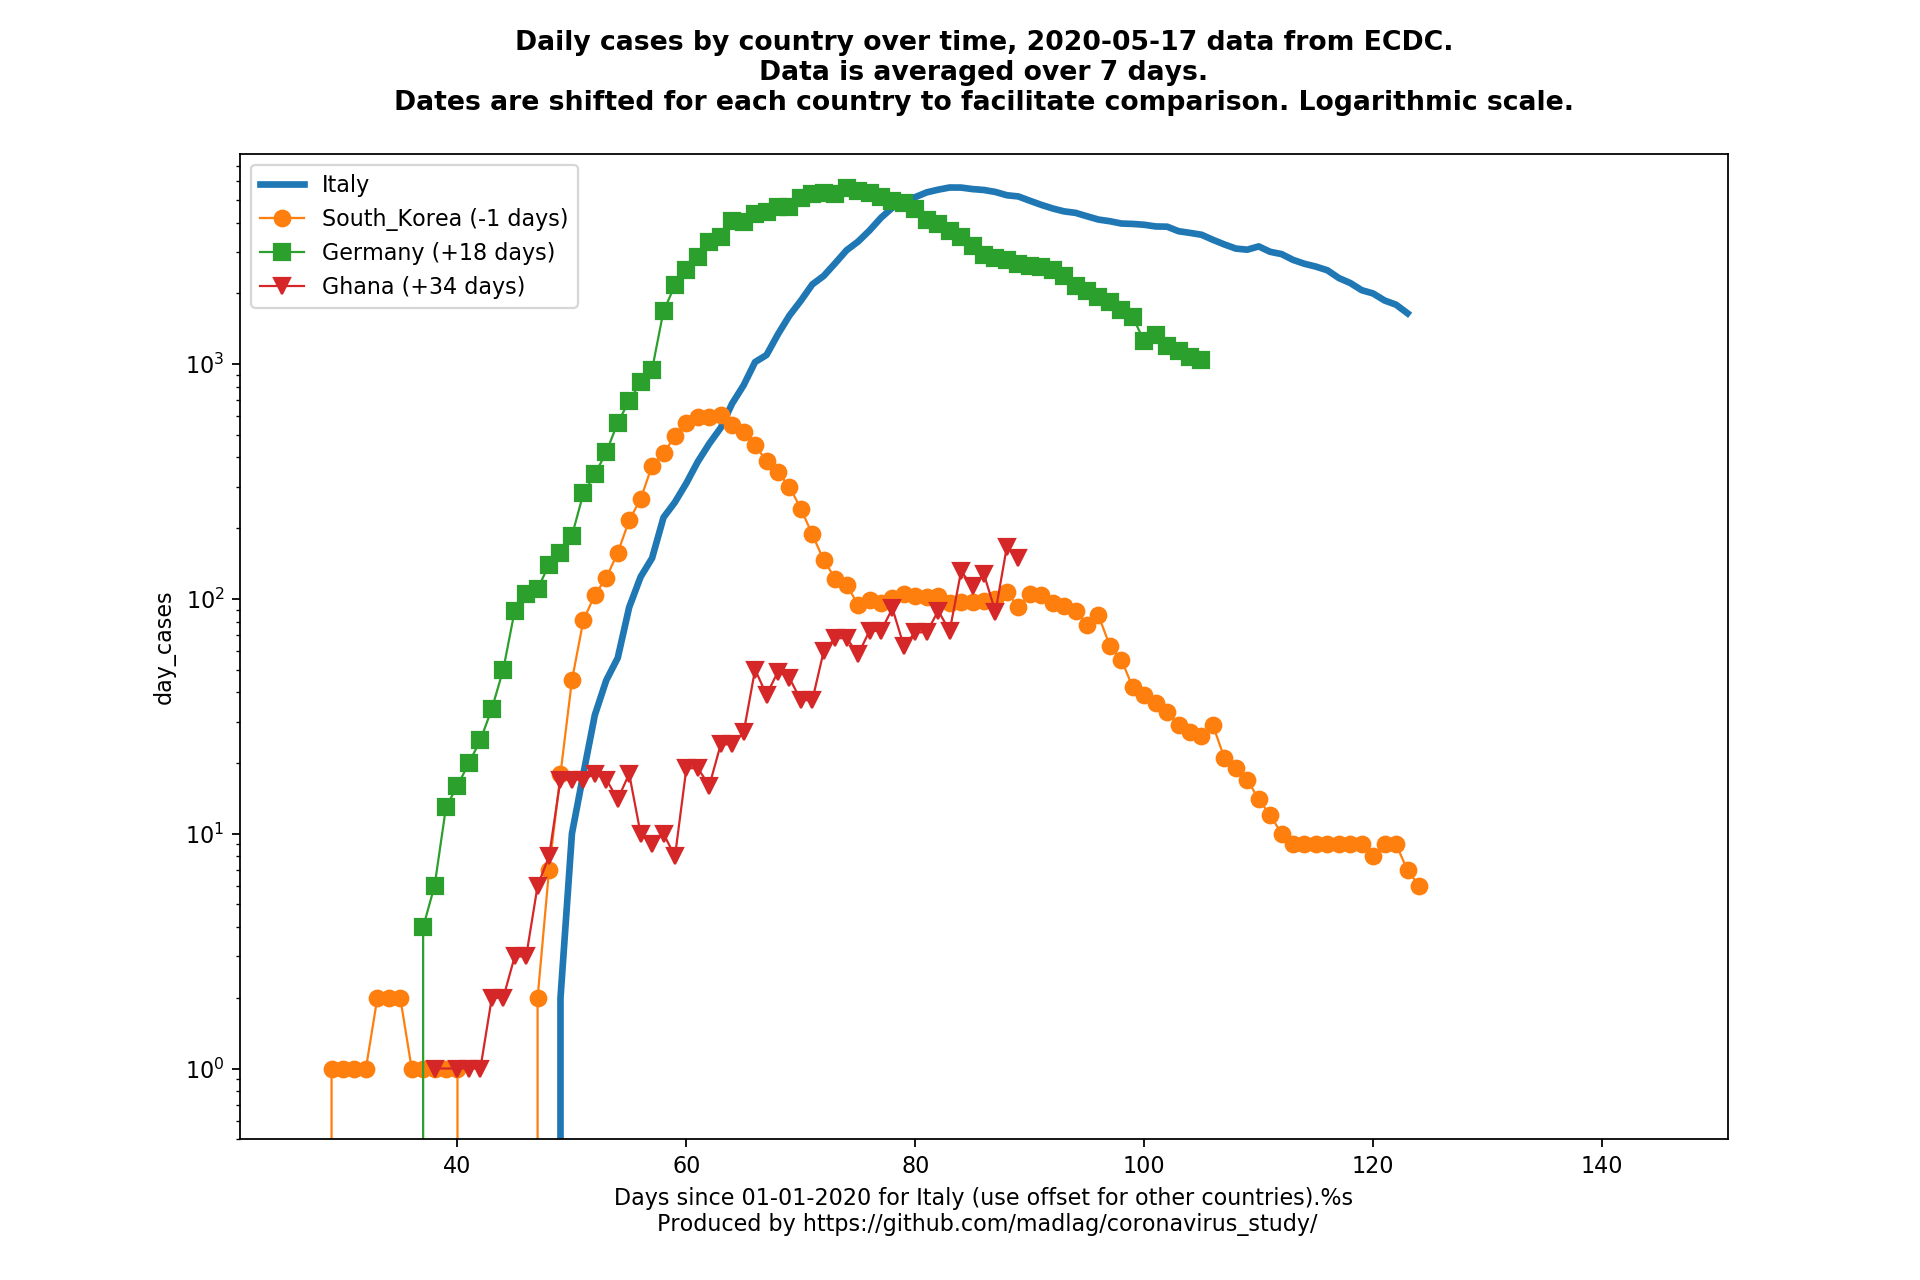 Daily cases by country over time, 2020-05-17 data from ECDC.
Data is averaged over 7 days.
Dates are shifted for each country to facilitate comparison. Logarithmic scale.
Italy
South_Korea (-1 days)
Germany (+18 days)
Ghana (+34 days)
day_cases
10³
10²
10¹
10⁰
40 60 80 100 120 140
Days since 01-01-2020 for Italy (use offset for other countries).%s
Produced by https://github.com/madlag/coronavirus_study/